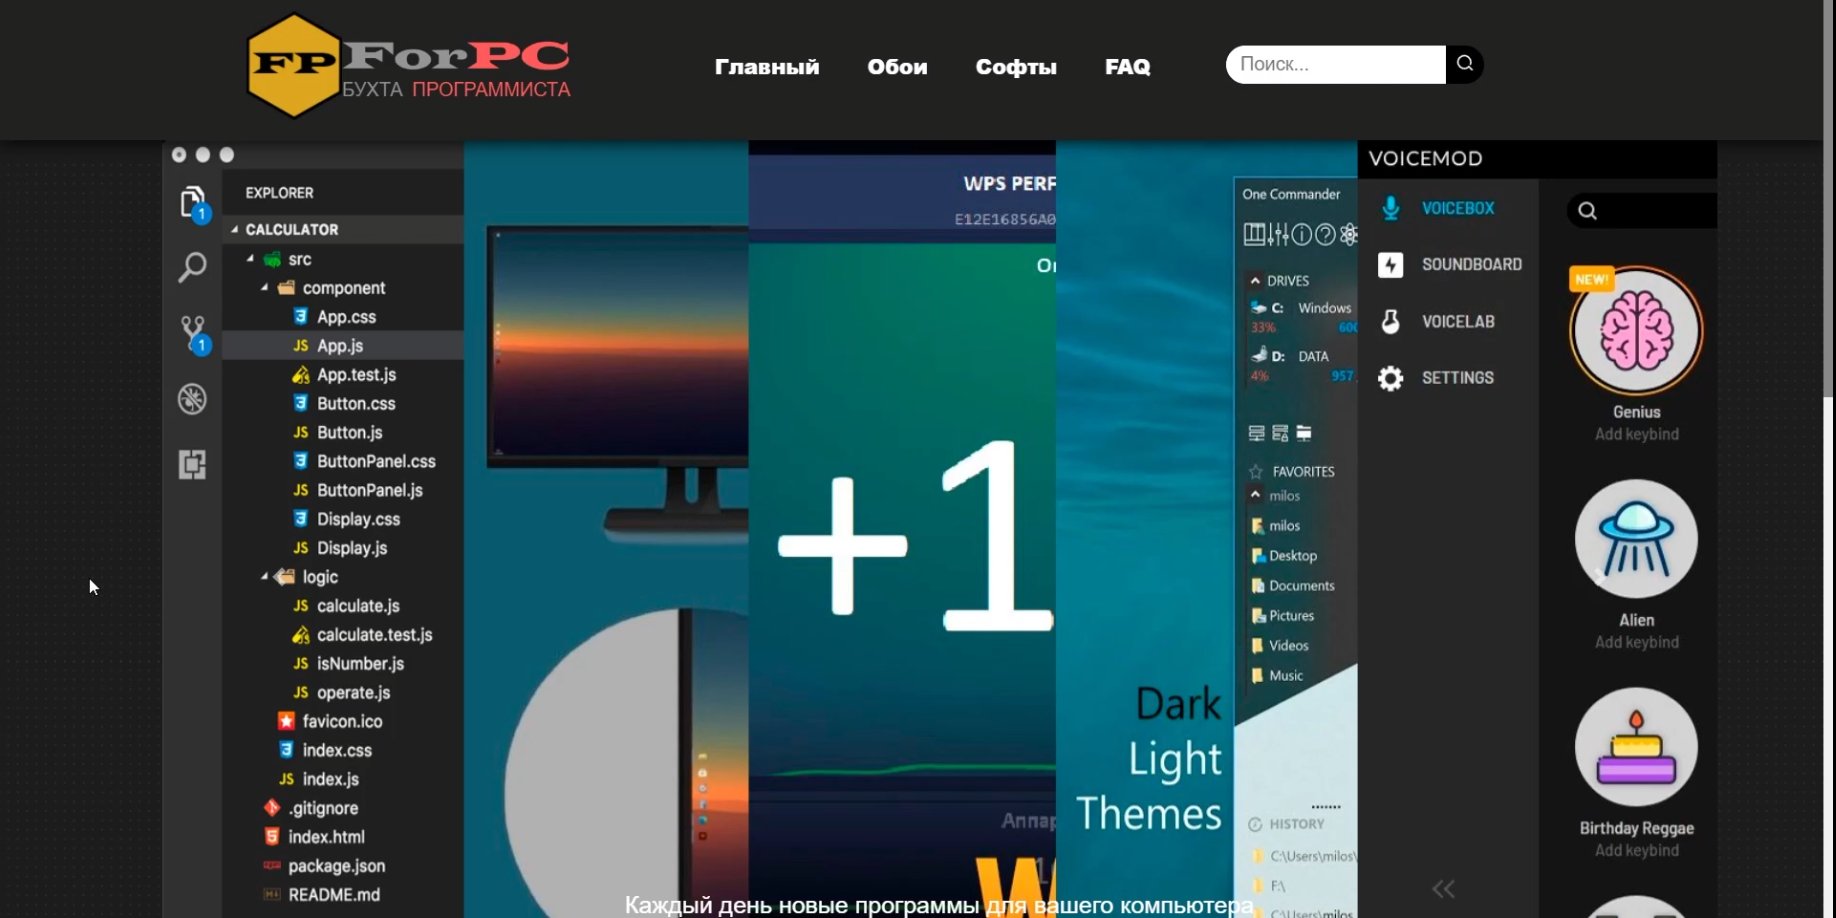 FP ForPC
БУХТА ПРОГРАММИСТА
Главный Обои Софты FAQ
Поиск...
EXPLORER
CALCULATOR
src
component
App.css
App.js
App.test.js
Button.css
Button.js
ButtonPanel.css
ButtonPanel.js
Display.css
Display.js
logic
calculate.js
calculate.test.js
isNumber.js
operate.js
favicon.ico
index.css
index.js
.gitignore
index.html
package.json
README.md
1
1
WPS PERF
E12E16856A0
+1
Dark
Light
Themes
One Commander
DRIVES
C: Windows
33% 600
D: DATA
4% 957
FAVORITES
milos
milos
Desktop
Documents
Pictures
Videos
Music
HISTORY
C:\Users\milos\
F:\
C:\Users\milos
VOICEMOD
VOICEBOX
SOUNDBOARD
VOICELAB
SETTINGS
NEW!
Genius
Add keybind
Alien
Add keybind
Birthday Reggae
Add keybind
Каждый день новые программы для вашего компьютера